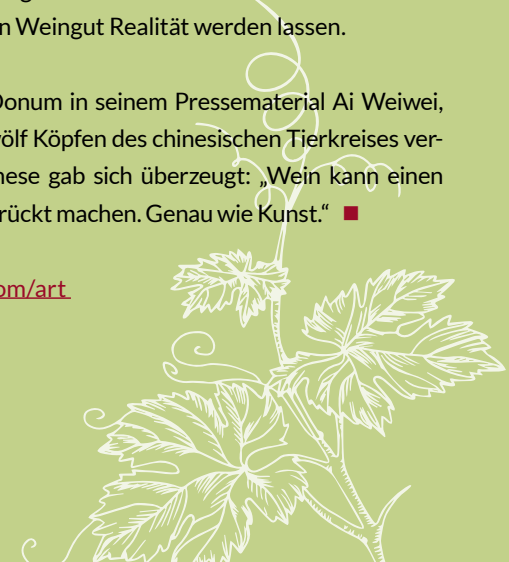 n Weingut Realität werden lassen.
Donum in seinem Pressematerial Ai Weiwei,
ölf Köpfen des chinesischen Tierkreises ver-
nese gab sich überzeugt: „Wein kann einen
rückt machen. Genau wie Kunst.“ ■
om/art